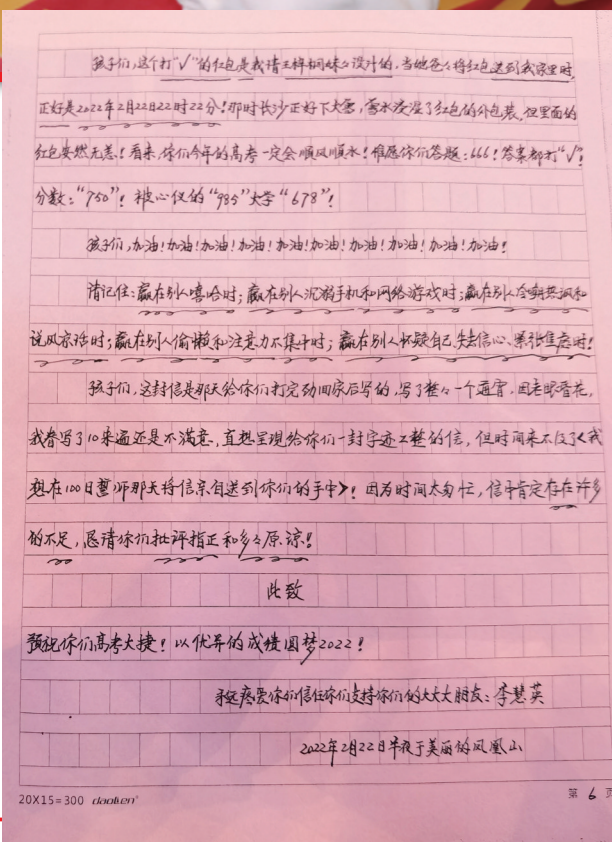 孩子们,这个打“√”的红包是我请王梓桐妹々设计的.当她爸々将红包送到我家里时,
正好是2022年2月22日22时22分!那时长沙正好下大雪,雪水浸湿了红包的外包装,但里面的
红包安然无恙!看来,你们今年的高考一定会顺风顺水!惟愿你们答题:666!答案都打“√”!
分数:“750”!被心仪的“985”大学“678”!
孩子们,加油!加油!加油!加油!加油!加油!加油!加油!加油!加油!
请记住:赢在别人嘻哈时;赢在别人沉溺手机和网络游戏时;赢在别人冷嘲热讽和
说风凉话时;赢在别人偷懒和注意力不集中时;赢在别人怀疑自己,失去信心、紧张焦虑时!
孩子们,这封信是那天给你们打完劲回家后写的,写了整々一个通宵,因老眼昏花,
我誊写了10来遍还是不满意,直想呈现给你们一封字迹工整的信,但时间来不及了<我
想在100日誓师那天将信亲自送到你们的手中>!因为时间太匆忙,信中肯定存在许多
的不足,恳请你们批评指正和多々原谅!
此致
预祝你们高考大捷!以优异的成绩圆梦2022!
永远疼爱你们信任你们支持你们的大大大朋友:李慧英
2022年2月22日半夜于美丽的凤凰山
20X15=300 daolien®
第 6 页